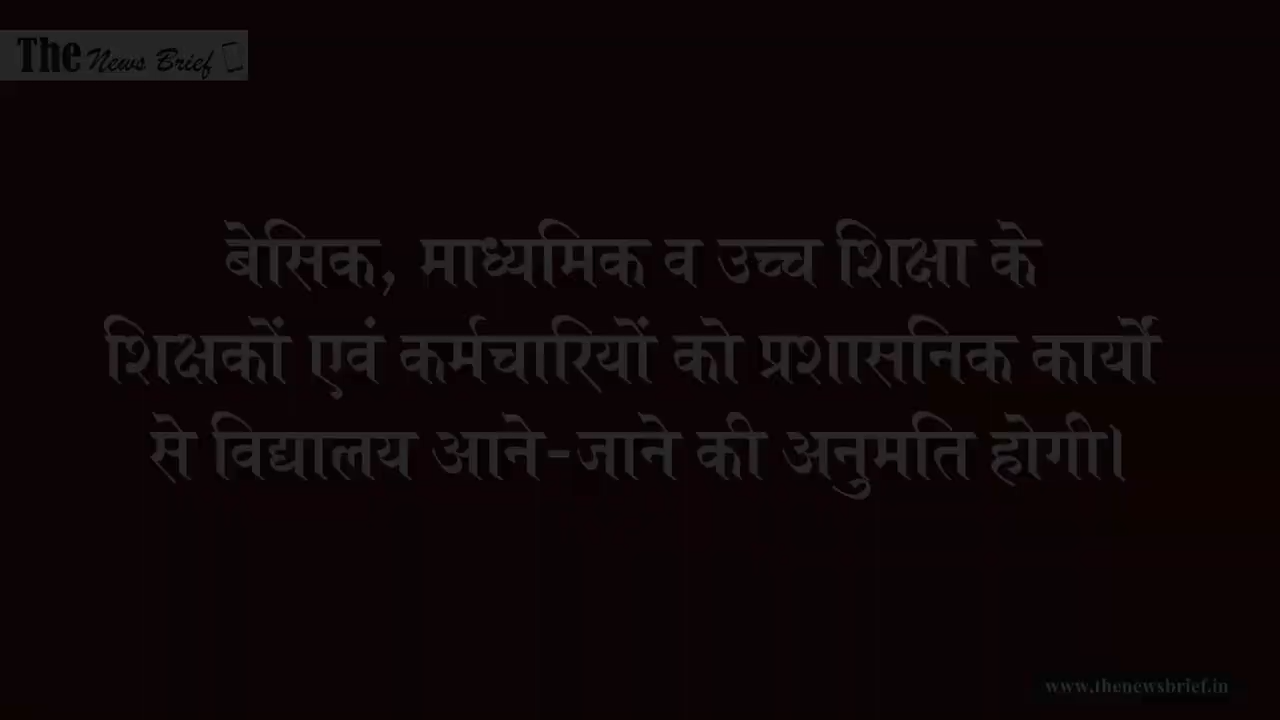 The News Brief
बेसिक, माध्यमिक व उच्च शिक्षा के
शिक्षकों एवं कर्मचारियों को प्रशासनिक कार्यो
से विद्यालय आने-जाने की अनुमति होगी।
www.thenewsbrief.in